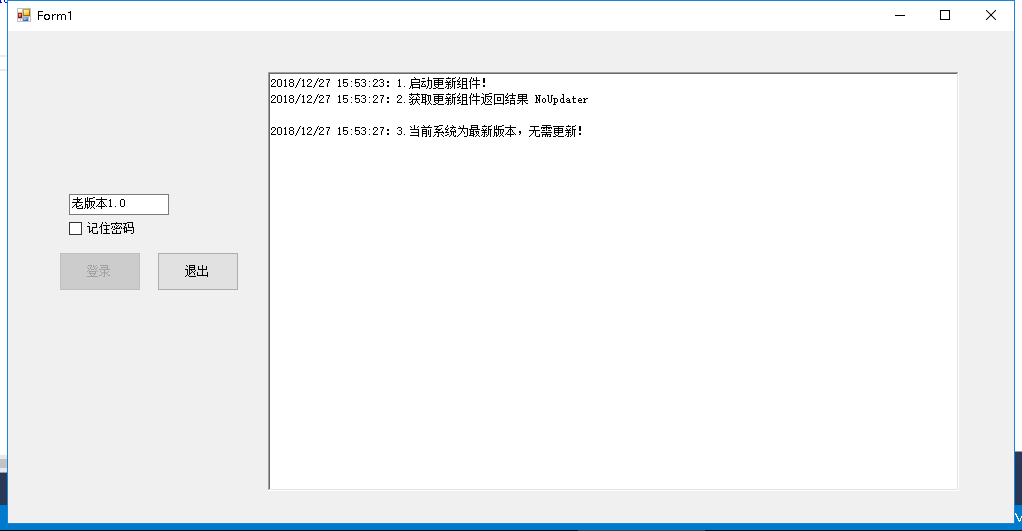 Form1
2018/12/27 15:53:23: 1.启动更新组件！
2018/12/27 15:53:27: 2.获取更新组件返回结果 NoUpdater
2018/12/27 15:53:27: 3.当前系统为最新版本，无需更新！
老版本1.0
记住密码
登录
退出